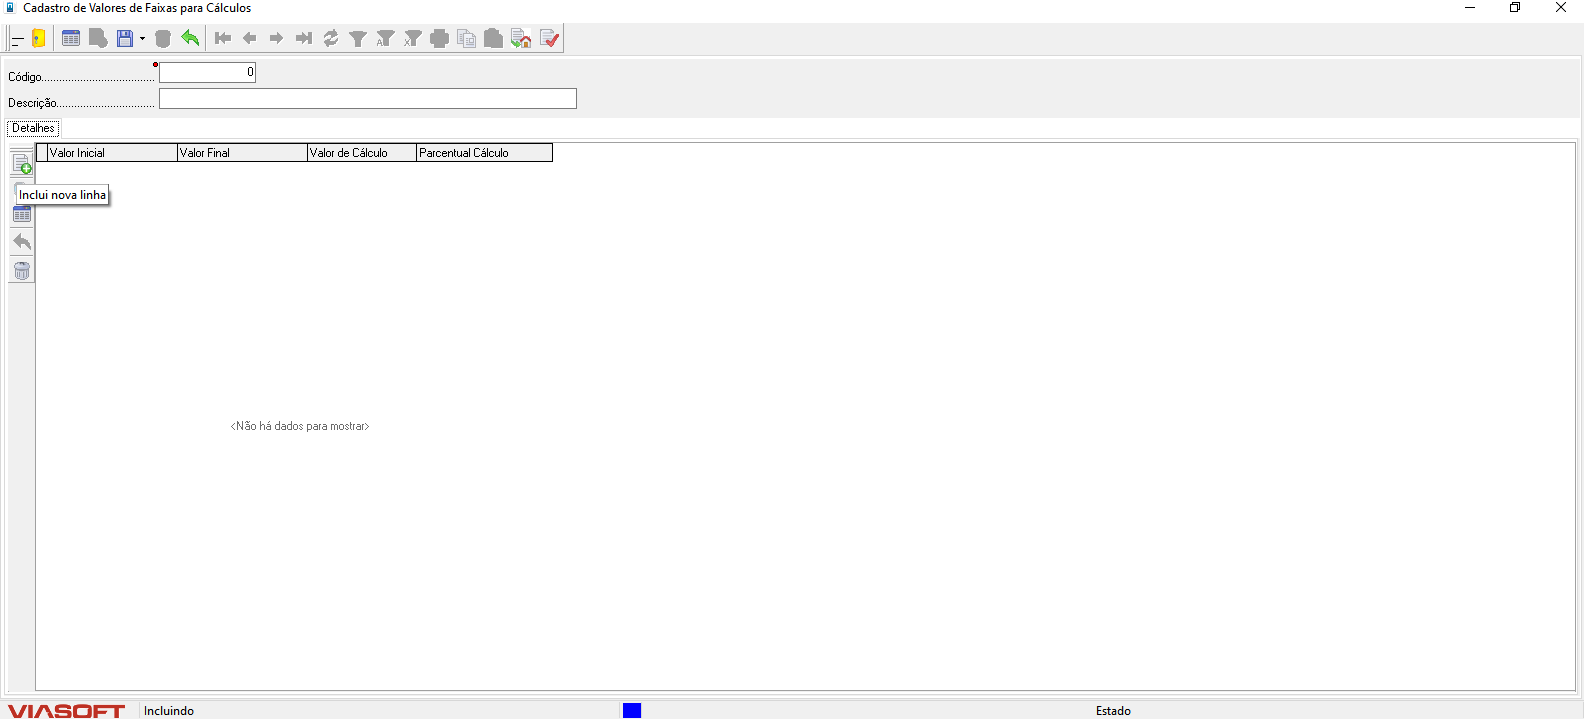 Cadastro de Valores de Faixas para Cálculos
Código...................................... 0
Descrição.................................
Detalhes
Valor Inicial Valor Final Valor de Cálculo Parcentual Cálculo
Inclui nova linha
<Não há dados para mostrar>
VIASOFT Incluindo Estado